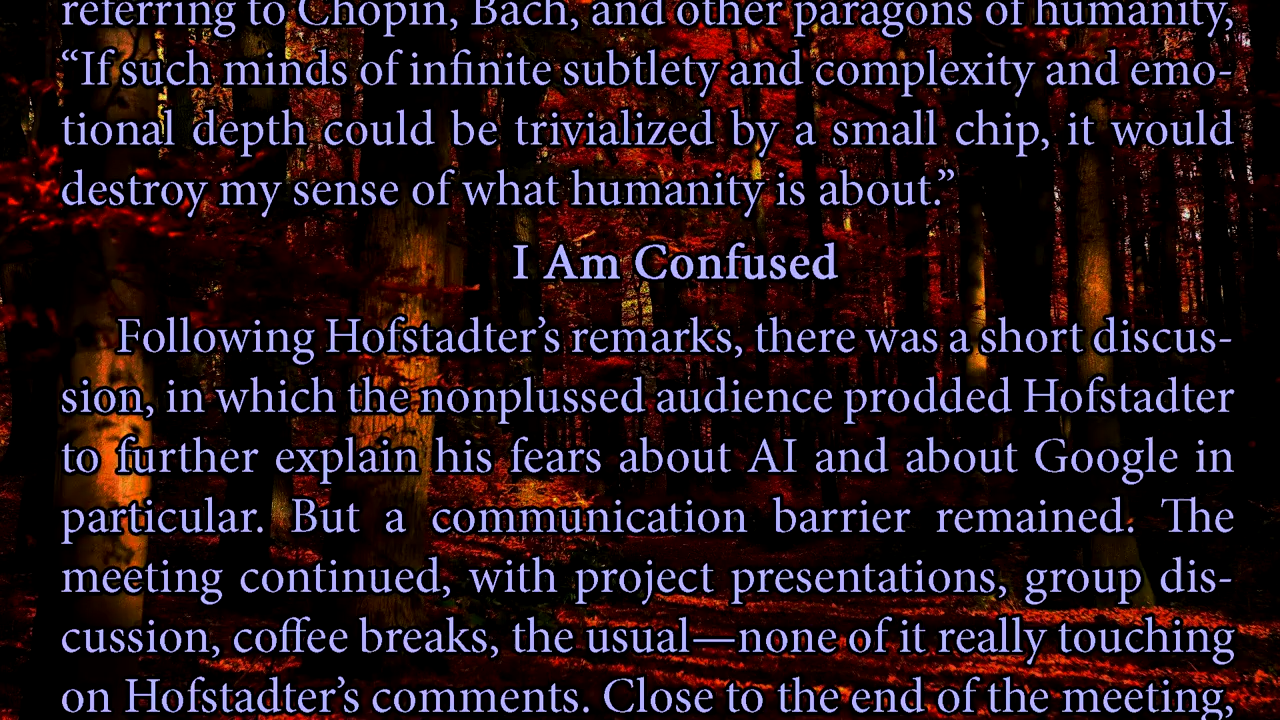 referring to Chopin, Bach, and other paragons of humanity,
“If such minds of infinite subtlety and complexity and emo-
tional depth could be trivialized by a small chip, it would
destroy my sense of what humanity is about.”
I Am Confused
Following Hofstadter’s remarks, there was a short discus-
sion, in which the nonplussed audience prodded Hofstadter
to further explain his fears about AI and about Google in
particular. But a communication barrier remained. The
meeting continued, with project presentations, group dis-
cussion, coffee breaks, the usual—none of it really touching
on Hofstadter’s comments. Close to the end of the meeting,